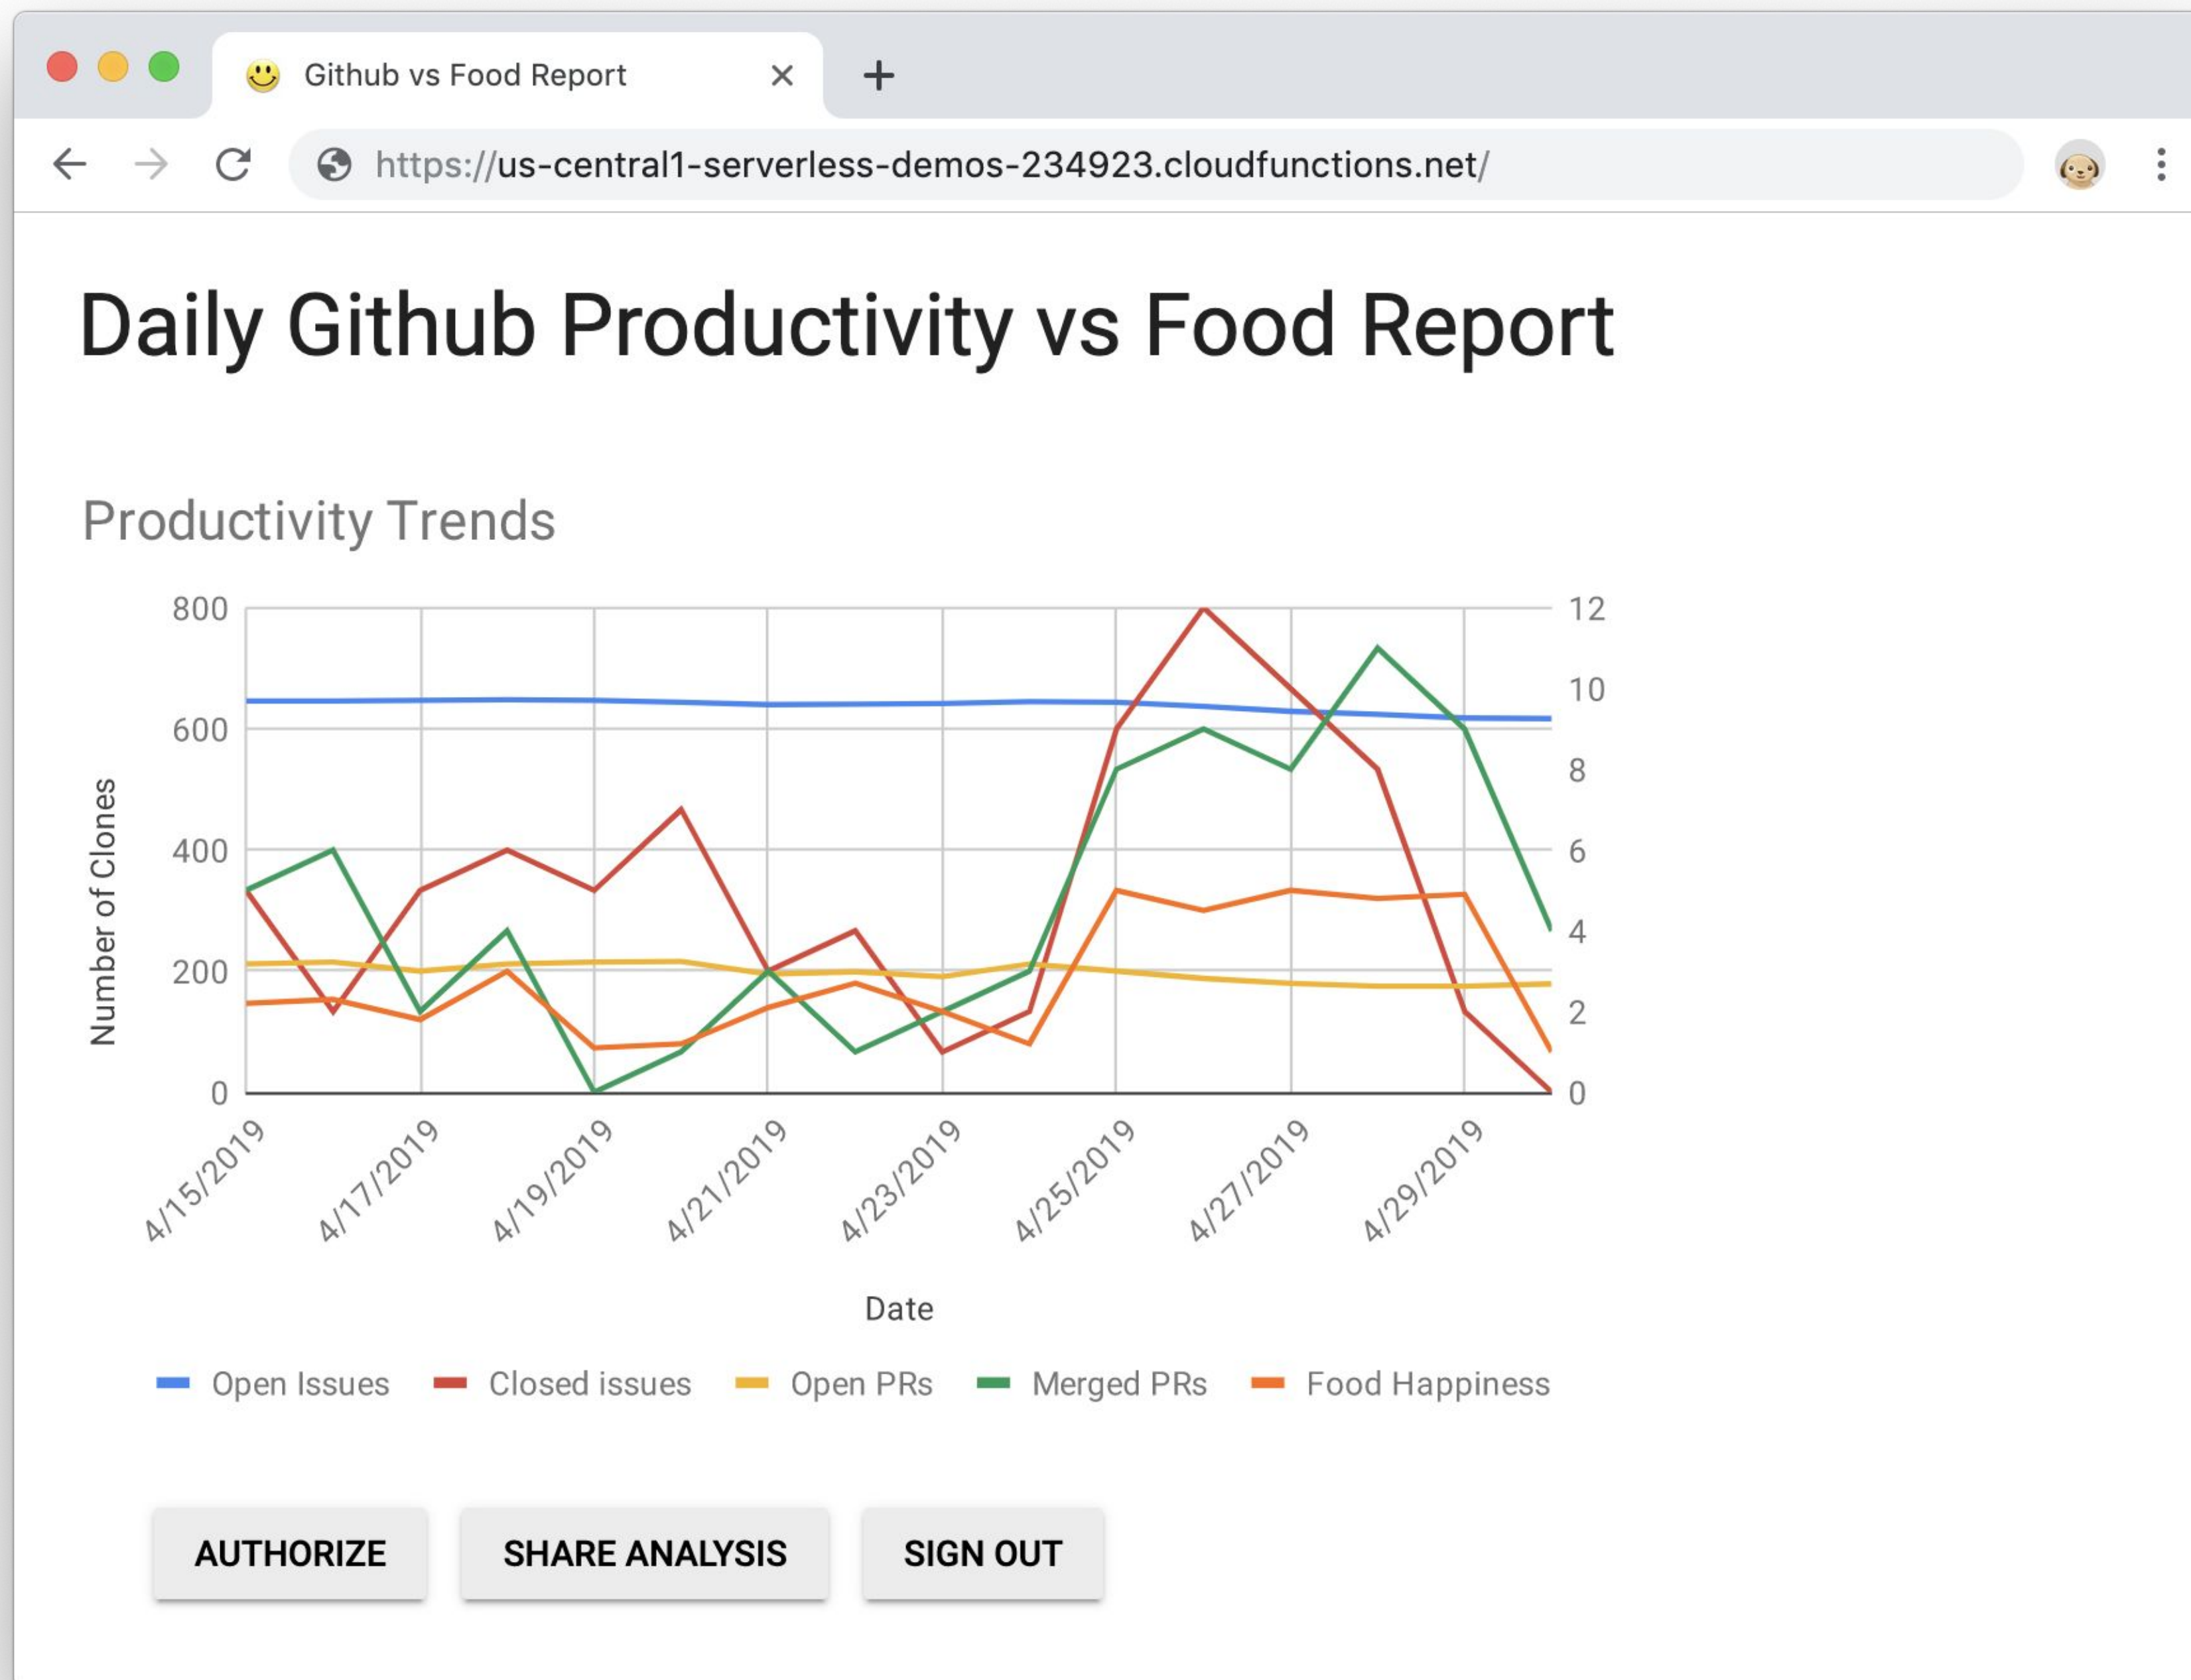 Github vs Food Report
https://us-central1-serverless-demos-234923.cloudfunctions.net/
Daily Github Productivity vs Food Report
Productivity Trends
800
600
400
200
0
Number of Clones
12
10
8
6
4
2
0
4/15/2019
4/17/2019
4/19/2019
4/21/2019
4/23/2019
4/25/2019
4/27/2019
4/29/2019
Date
Open Issues Closed issues Open PRs Merged PRs Food Happiness
AUTHORIZE SHARE ANALYSIS SIGN OUT